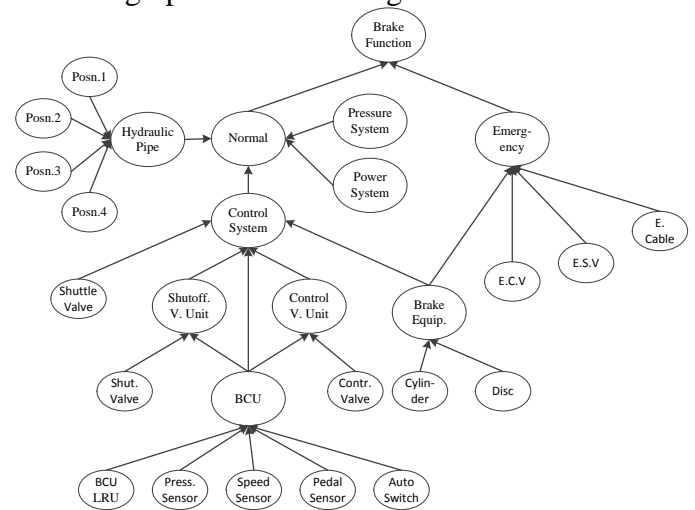 Brake
Function
Posn.1
Posn.2
Hydraulic
Pipe
Normal
Pressure
System
Emerg-
ency
Posn.3
Power
System
Posn.4
Control
System
E.
Cable
E.S.V
E.C.V
Shuttle
Valve
Shutoff.
V. Unit
Control
V. Unit
Brake
Equip.
Shut.
Valve
BCU
Contr.
Valve
Cylin-
der
Disc
BCU
LRU
Press.
Sensor
Speed
Sensor
Pedal
Sensor
Auto
Switch